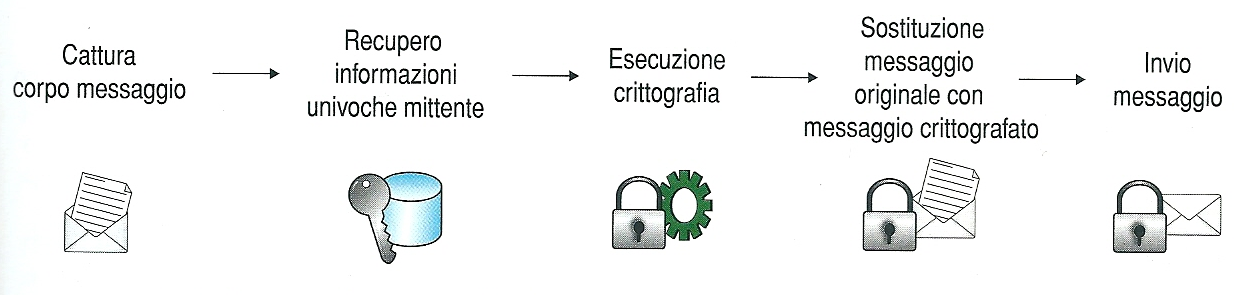 Cattura
corpo messaggio
Recupero
informazioni
univoche mittente
Esecuzione
crittografia
Sostituzione
messaggio
originale con
messaggio crittografato
Invio
messaggio